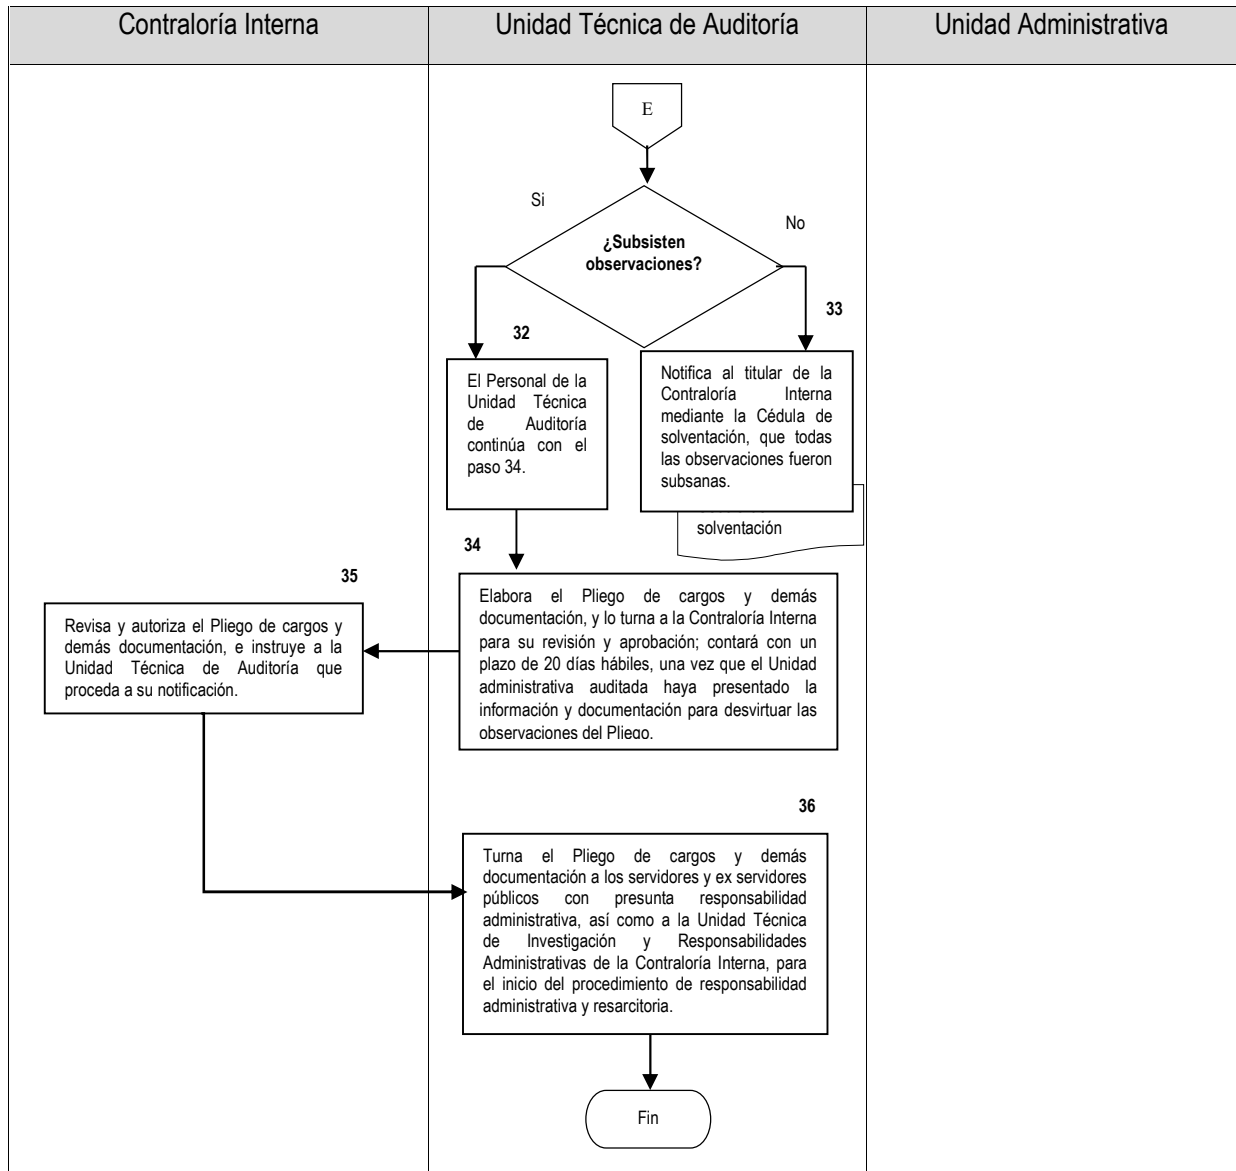 Contraloría Interna
Unidad Técnica de Auditoría
Unidad Administrativa
E
Si
No
¿Subsisten
observaciones?
33
32
Notifica al titular de la
Contraloría Interna
mediante la Cédula de
solventación, que todas
las observaciones fueron
subsanas.
El Personal de la
Unidad Técnica
de Auditoría
continúa con el
paso 34.
solventación
34
35
Elabora el Pliego de cargos y demás
documentación, y lo turna a la Contraloría Interna
para su revisión y aprobación; contará con un
plazo de 20 días hábiles, una vez que el Unidad
administrativa auditada haya presentado la
información y documentación para desvirtuar las
observaciones del Pliego.
Revisa y autoriza el Pliego de cargos y
demás documentación, e instruye a la
Unidad Técnica de Auditoría que
proceda a su notificación.
36
Turna el Pliego de cargos y demás
documentación a los servidores y ex servidores
públicos con presunta responsabilidad
administrativa, así como a la Unidad Técnica
de Investigación y Responsabilidades
Administrativas de la Contraloría Interna, para
el inicio del procedimiento de responsabilidad
administrativa y resarcitoria.
Fin